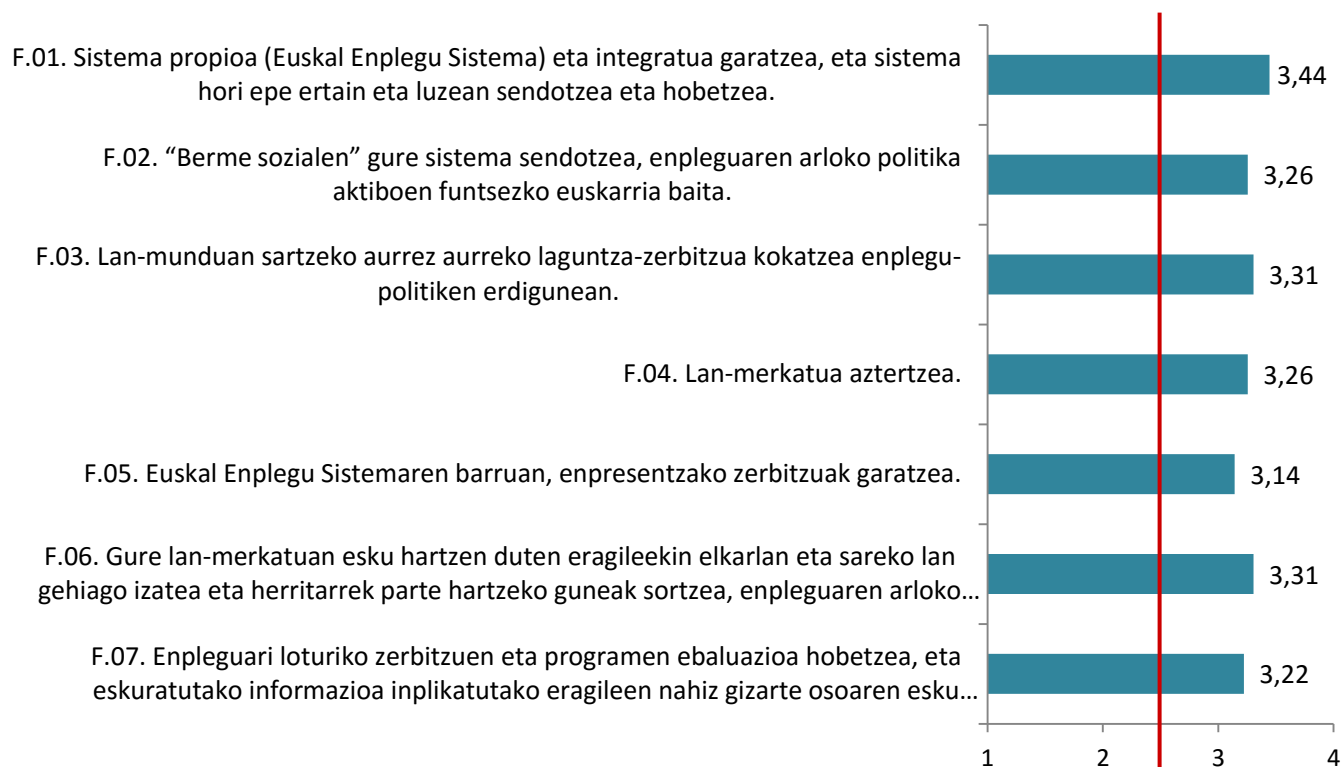 F.01. Sistema propioa (Euskal Enplegu Sistema) eta integratua garatzea, eta sistema
hori epe ertain eta luzean sendotzea eta hobetzea.
3,44
F.02. “Berme sozialen” gure sistema sendotzea, enpleguaren arloko politika
aktiboen funtsezko euskarria baita.
3,26
F.03. Lan-munduan sartzeko aurrez aurreko laguntza-zerbitzua kokatzea enplegu-
politiken erdigunean.
3,31
F.04. Lan-merkatua aztertzea.
3,26
F.05. Euskal Enplegu Sistemaren barruan, enpresentzako zerbitzuak garatzea.
3,14
F.06. Gure lan-merkatuan esku hartzen duten eragileekin elkarlan eta sareko lan
gehiago izatea eta herritarrek parte hartzeko guneak sortzea, enpleguaren arloko…
3,31
F.07. Enpleguari loturiko zerbitzuen eta programen ebaluazioa hobetzea, eta
eskuratutako informazioa inplikatutako eragileen nahiz gizarte osoaren esku…
3,22
1 2 3 4